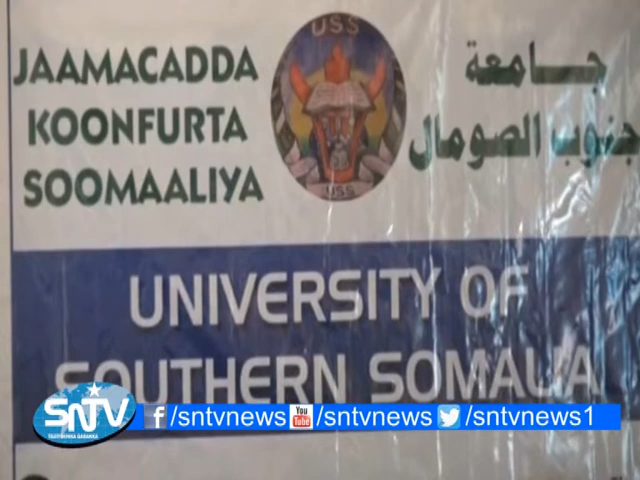 JAAMACADDA
KOONFURTA
SOOMAALIYA
USS
USS
جامعة
جنوب الصومال
UNIVERSITY OF
SOUTHERN SOMALIA
SNTV
f /sntvnews You Tube /sntvnews /sntvnews1